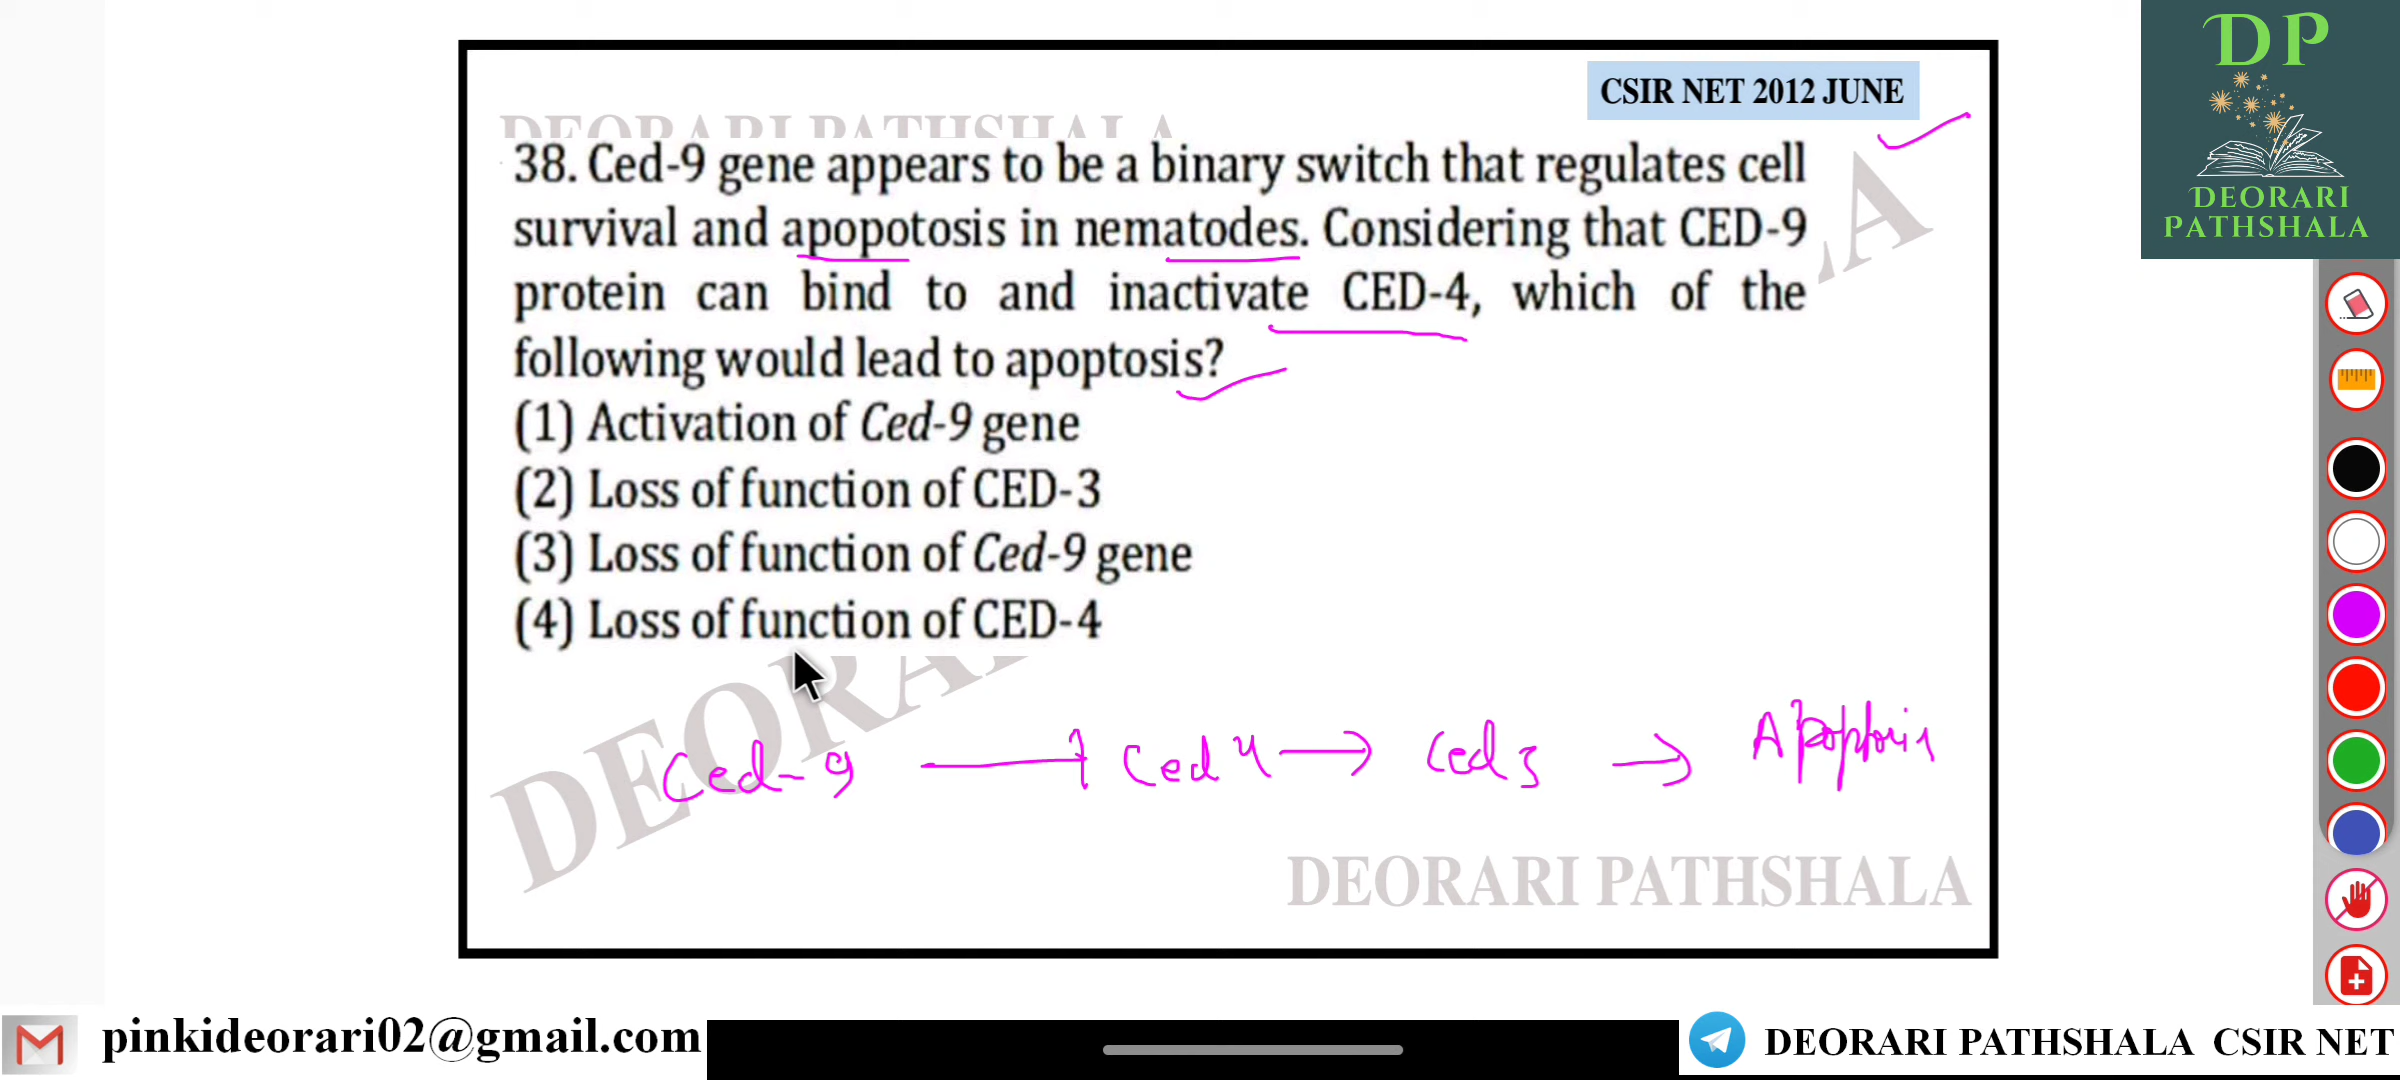 DP
DEORARI
PATHSHALA
CSIR NET 2012 JUNE
DEORARI PATHSHALA
38. Ced-9 gene appears to be a binary switch that regulates cell
survival and apopotosis in nematodes. Considering that CED-9
protein can bind to and inactivate CED-4, which of the
following would lead to apoptosis?
(1) Activation of Ced-9 gene
(2) Loss of function of CED-3
(3) Loss of function of Ced-9 gene
(4) Loss of function of CED-4
DEORA
Ced-9 ⊣ Ced 4 → Ced 3 → Apoptosis
DEORARI PATHSHALA
pinkideorari02@gmail.com
DEORARI PATHSHALA CSIR NET